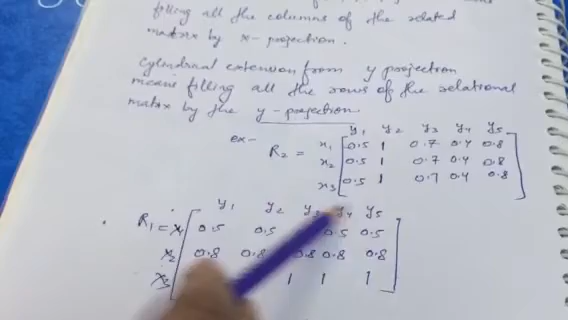 filling all the columns of the related
matrix by x-projection.
Cylindrical extension from y projection
means filling all the rows of the relational
matrix by the y-projection.
ex-
y1 y2 y3 y4 y5
R2 = x1 0.5 1 0.7 0.4 0.8
x2 0.5 1 0.7 0.4 0.8
x3 0.5 1 0.7 0.4 0.8
y1 y2 y3 y4 y5
R1 = x1 0.5 0.5 0.5 0.5
x2 0.8 0.8 0.8 0.8 0.8
x3 1 1 1